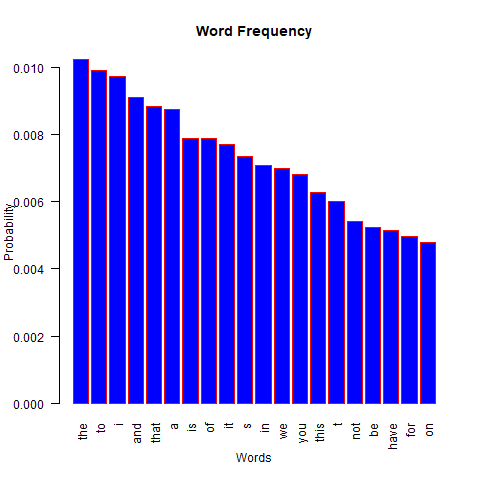 Word Frequency
Probability
0.010
0.008
0.006
0.004
0.002
0.000
the to i and that a is of it s in we you this t not be have for on
Words